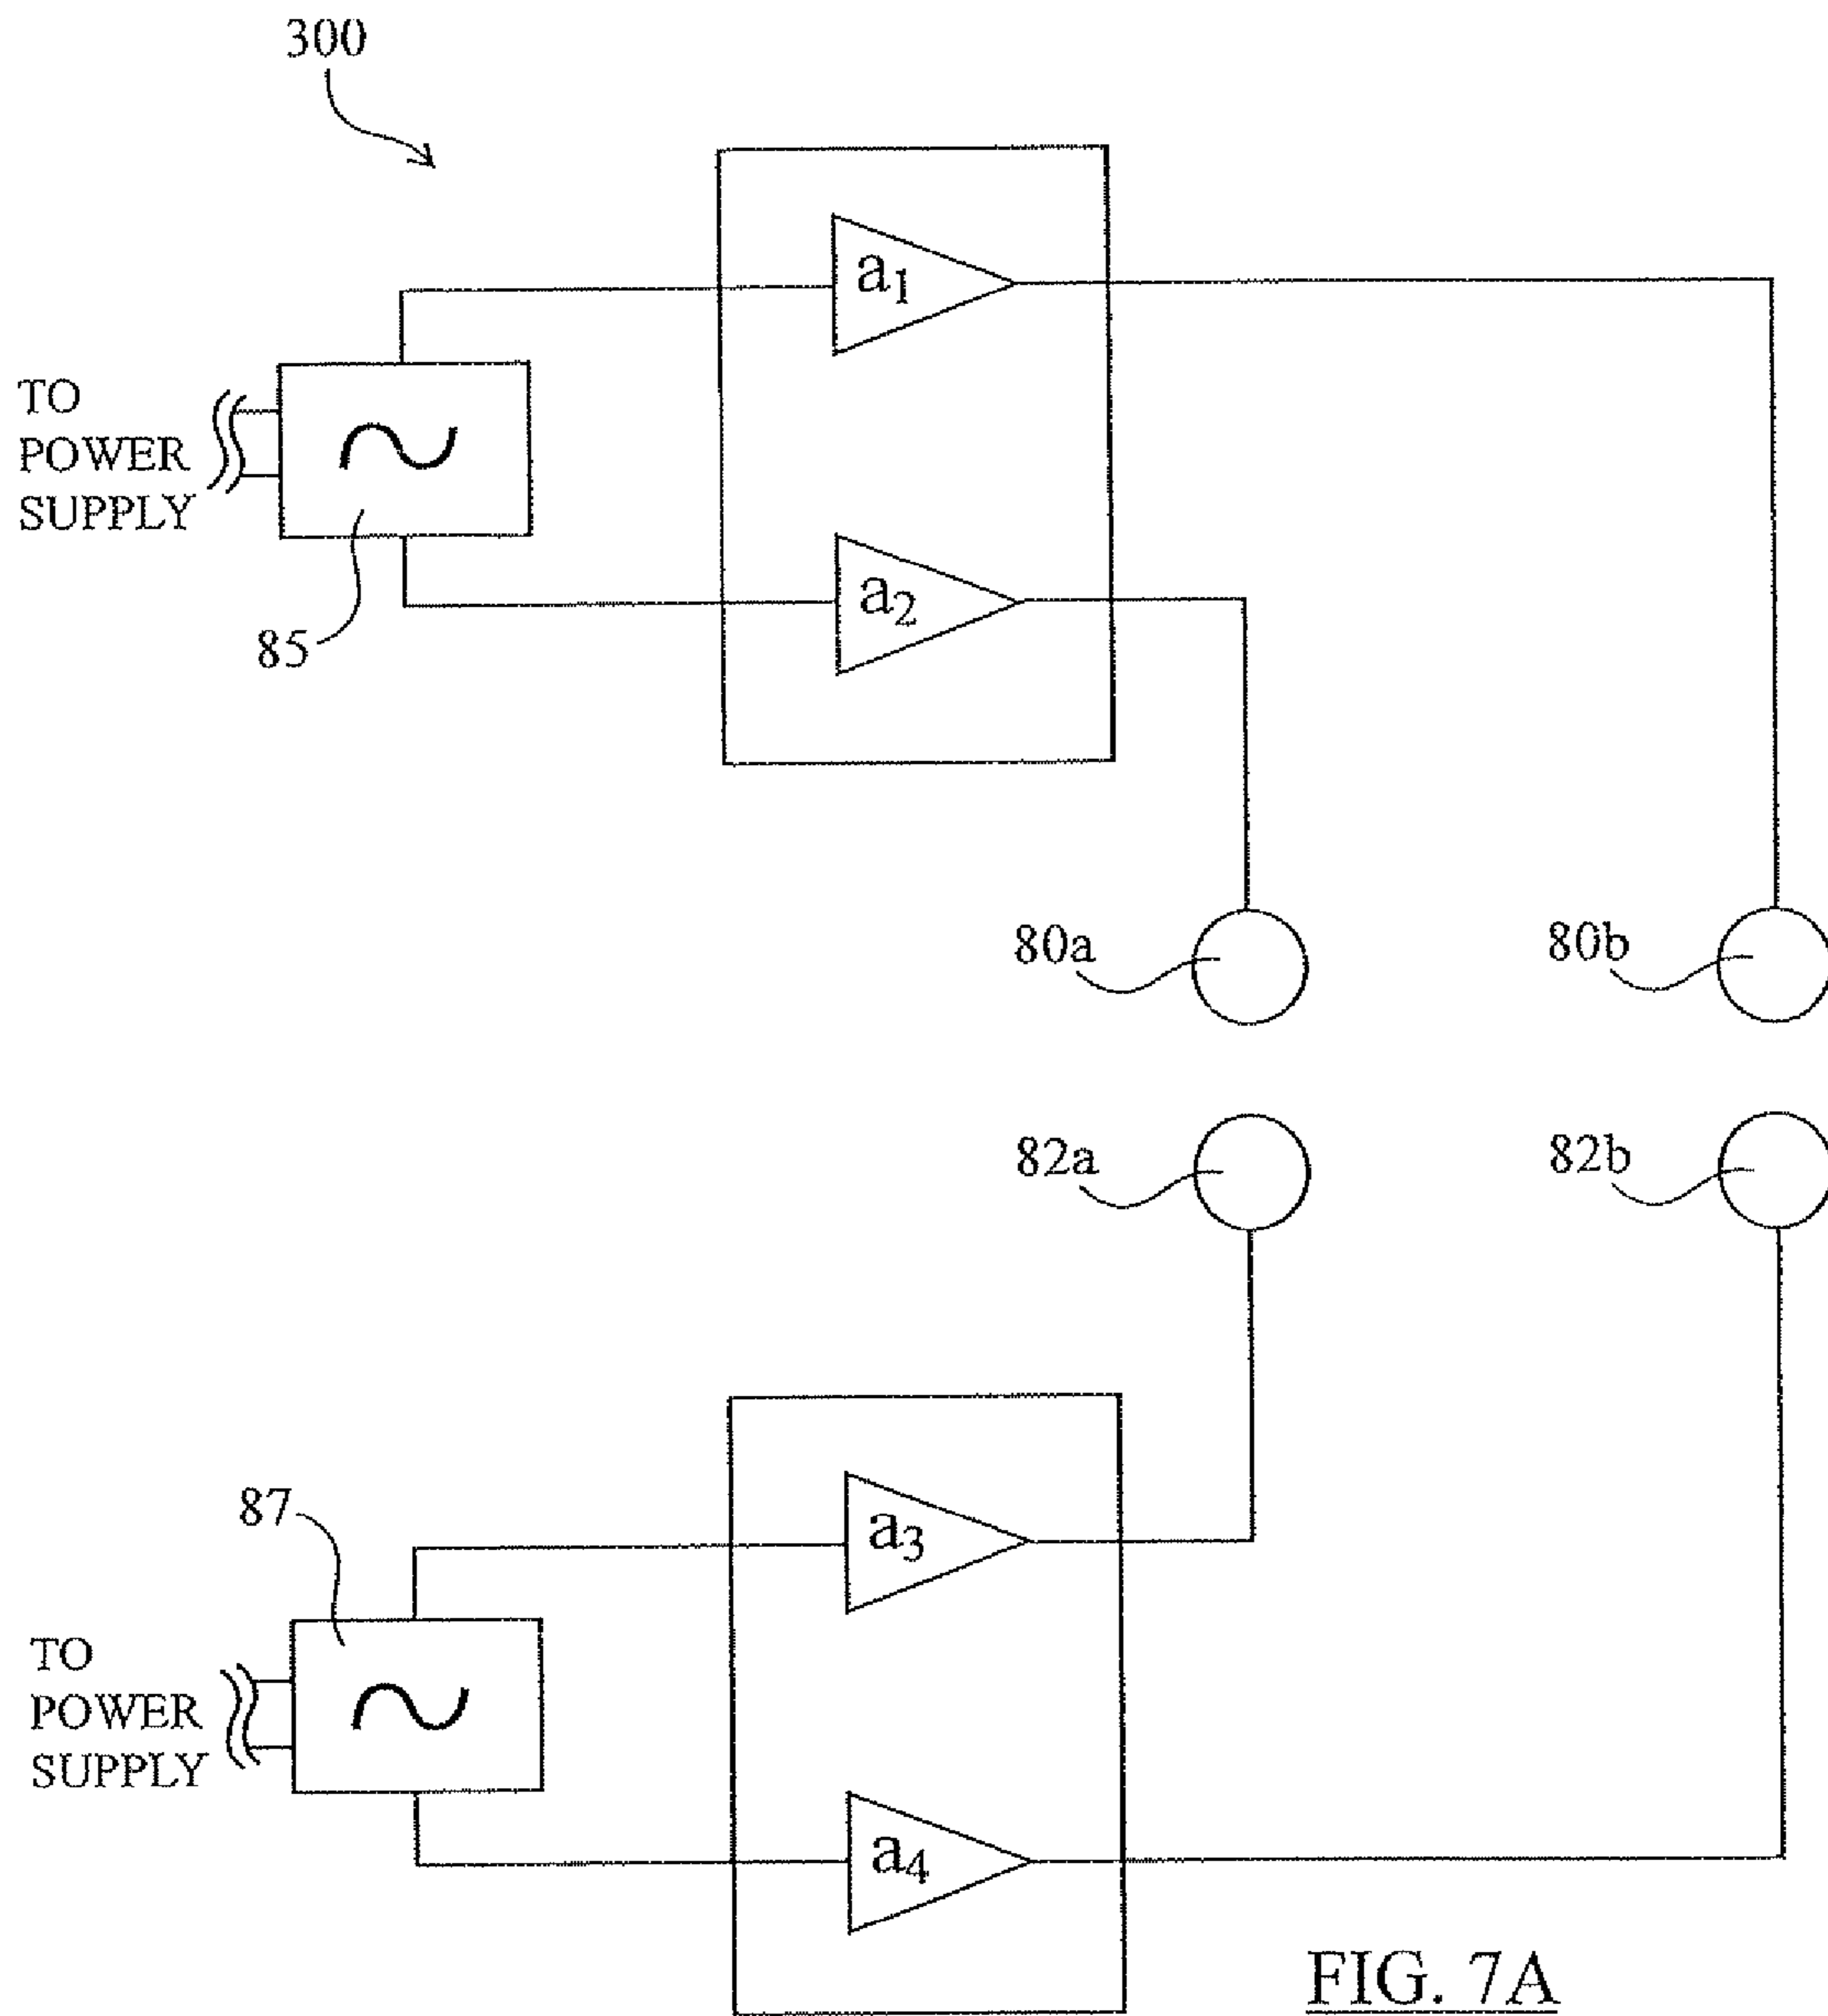 300
a₁
TO
POWER
SUPPLY
a₂
85
80a
80b
82a
82b
87
a₃
TO
POWER
SUPPLY
a₄
FIG. 7A